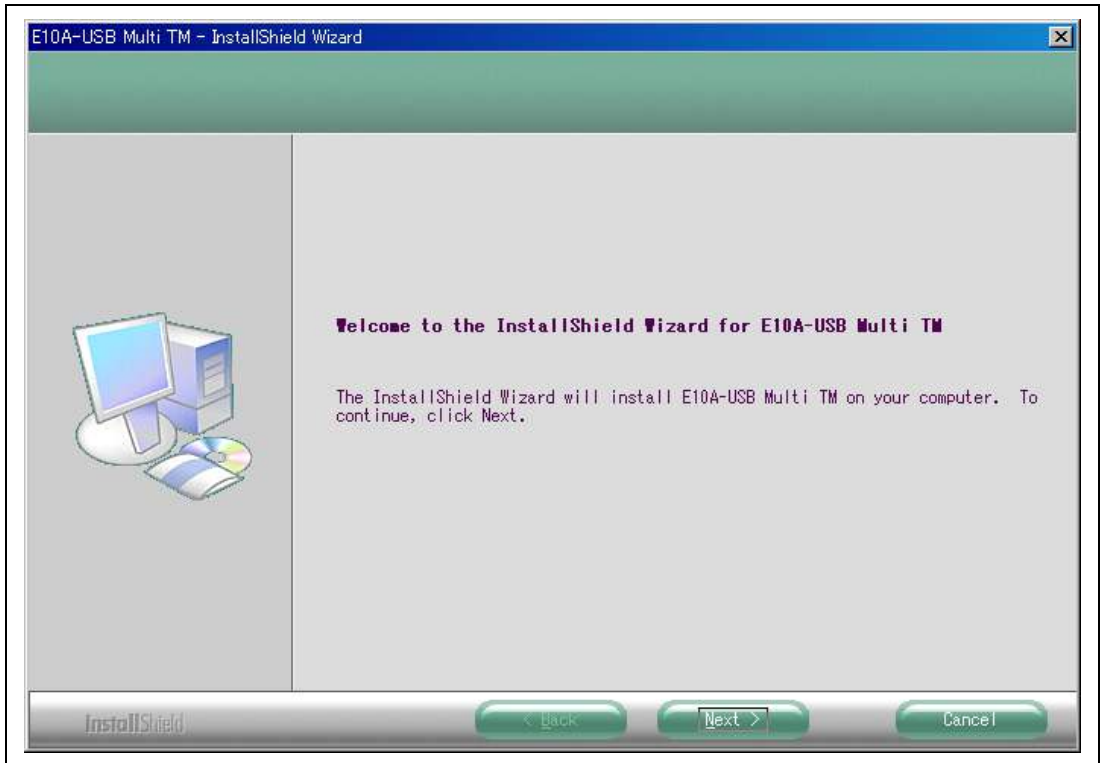 E10A-USB Multi TM - InstallShield Wizard
Welcome to the InstallShield Wizard for E10A-USB Multi TM
The InstallShield Wizard will install E10A-USB Multi TM on your computer. To
continue, click Next.
InstallShield
< Back
Next >
Cancel